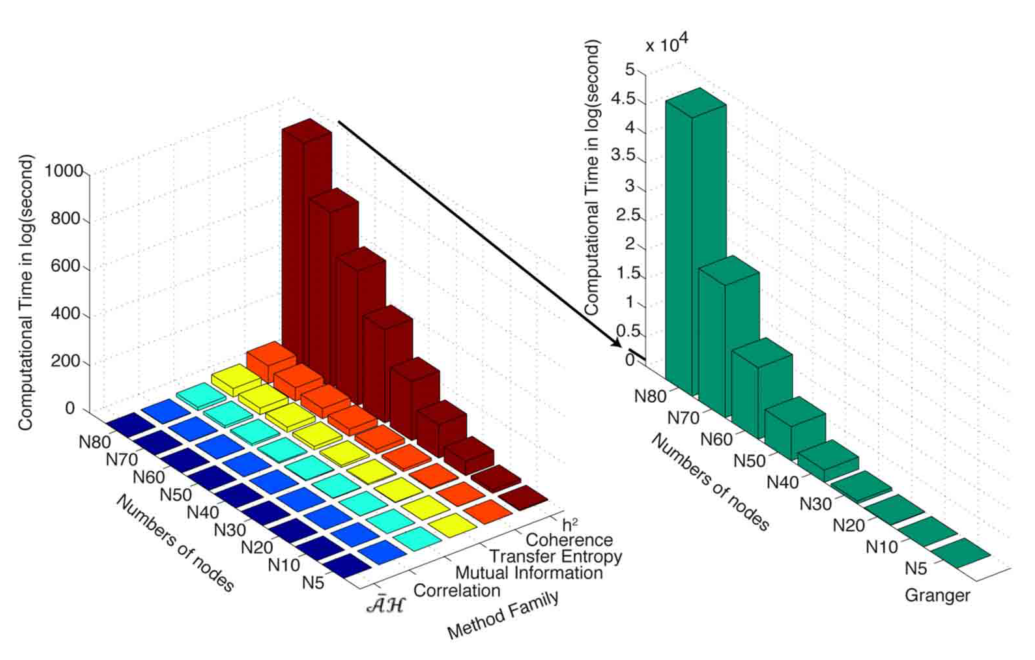 Computational Time in log(second)
1000
800
600
400
200
0
N80
N70
N60
N50
N40
N30
N20
N10
N5
Numbers of nodes
ĀH
Correlation
Mutual Information
Transfer Entropy
Coherence
h²
Method Family
x 10⁴
Computational Time in log(second)
5
4.5
4
3.5
3
2.5
2
1.5
1
0.5
0
N80
N70
N60
N50
N40
N30
N20
N10
N5
Numbers of nodes
Granger